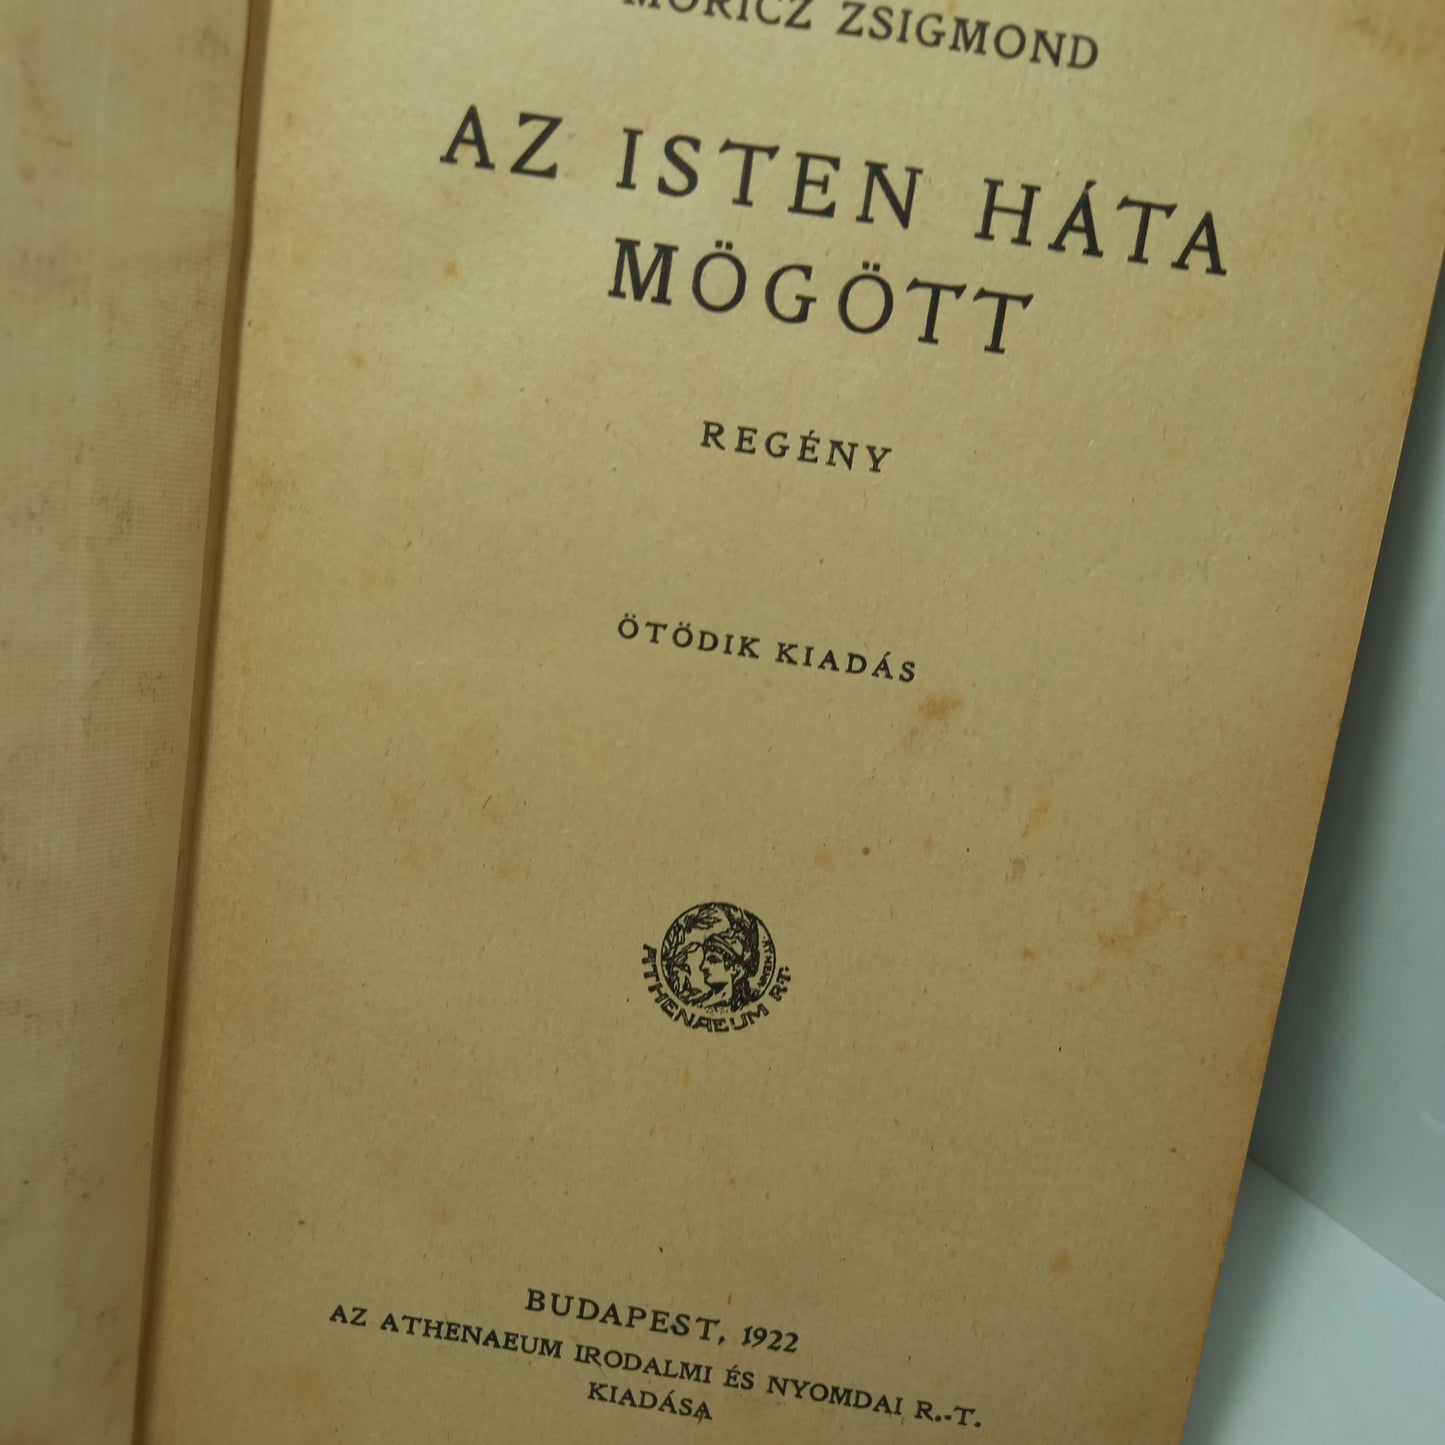 MÓRICZ ZSIGMOND
AZ ISTEN HÁTA
MÖGÖTT
REGÉNY
ÖTÖDIK KIADÁS
ATHENAEUM R.-T.
BUDAPEST, 1922
AZ ATHENAEUM IRODALMI ÉS NYOMDAI R.-T.
KIADÁSA